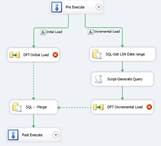 Pre Execute
Initial Load
Incremental Load
DFT-Initial Load
SQL-Get LSN Date range
Script-Generate Query
SQL - Merge
DFT-Incremental Load
Post Execute